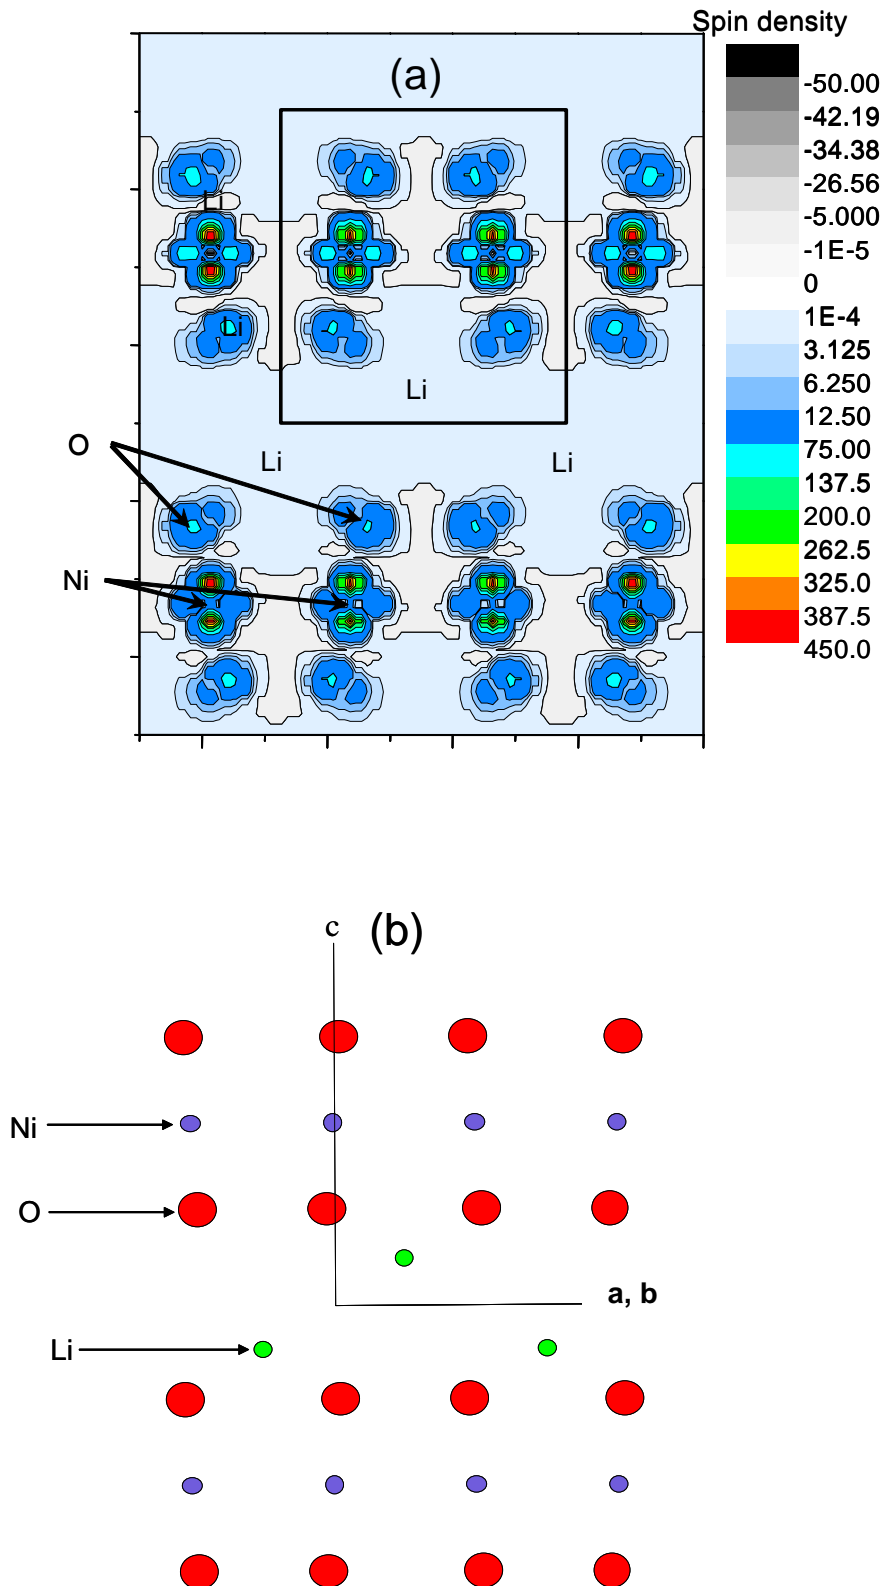 Spin density
(a)
-50.00
-42.19
-34.38
-26.56
-5.000
-1E-5
0
1E-4
3.125
6.250
12.50
75.00
137.5
200.0
262.5
325.0
387.5
450.0
Li
Li
Li
O
Li
Li
Ni
c
(b)
Ni
O
a, b
Li